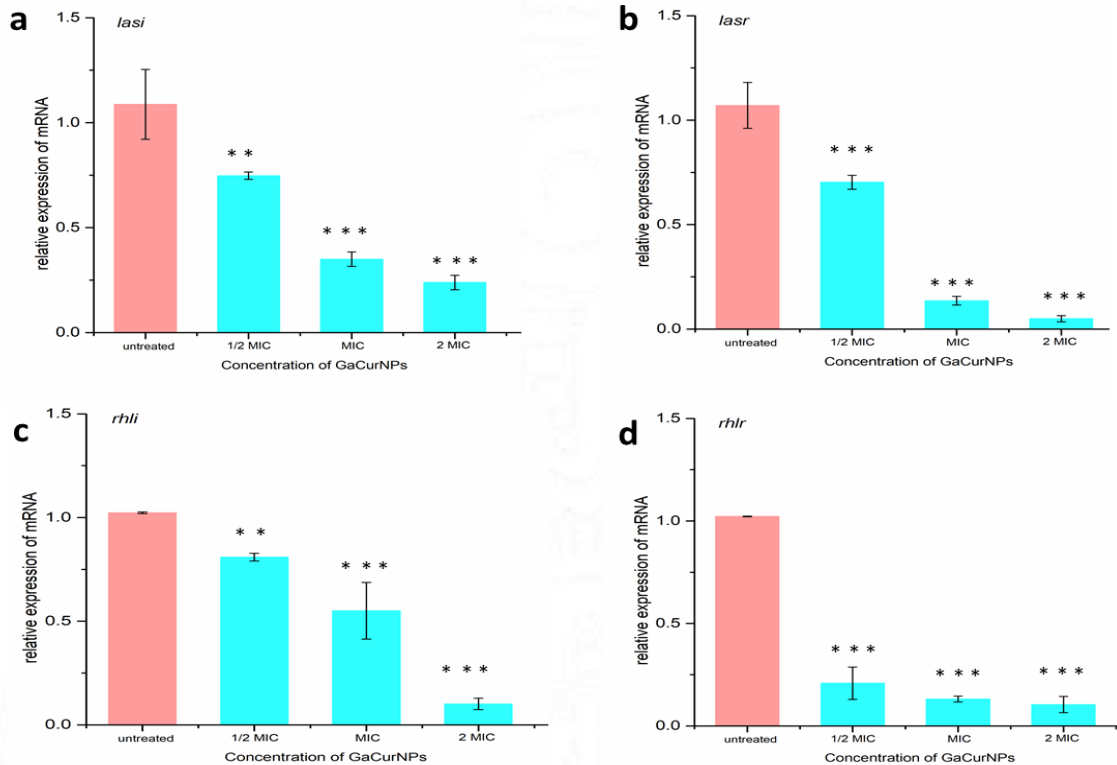 a
lasi
1.5
1.0
0.5
0.0
relative expression of mRNA
* *
* * *
* * *
untreated
1/2 MIC
MIC
2 MIC
Concentration of GaCurNPs
b
lasr
1.5
1.0
0.5
0.0
relative expression of mRNA
* * *
* * *
* * *
untreated
1/2 MIC
MIC
2 MIC
Concentration of GaCurNPs
c
rhli
1.5
1.0
0.5
0.0
relative expression of mRNA
* *
* * *
* * *
untreated
1/2 MIC
MIC
2 MIC
Concentration of GaCurNPs
d
rhlr
1.5
1.0
0.5
0.0
relative expression of mRNA
* * *
* * *
* * *
untreated
1/2 MIC
MIC
2 MIC
Concentration of GaCurNPs